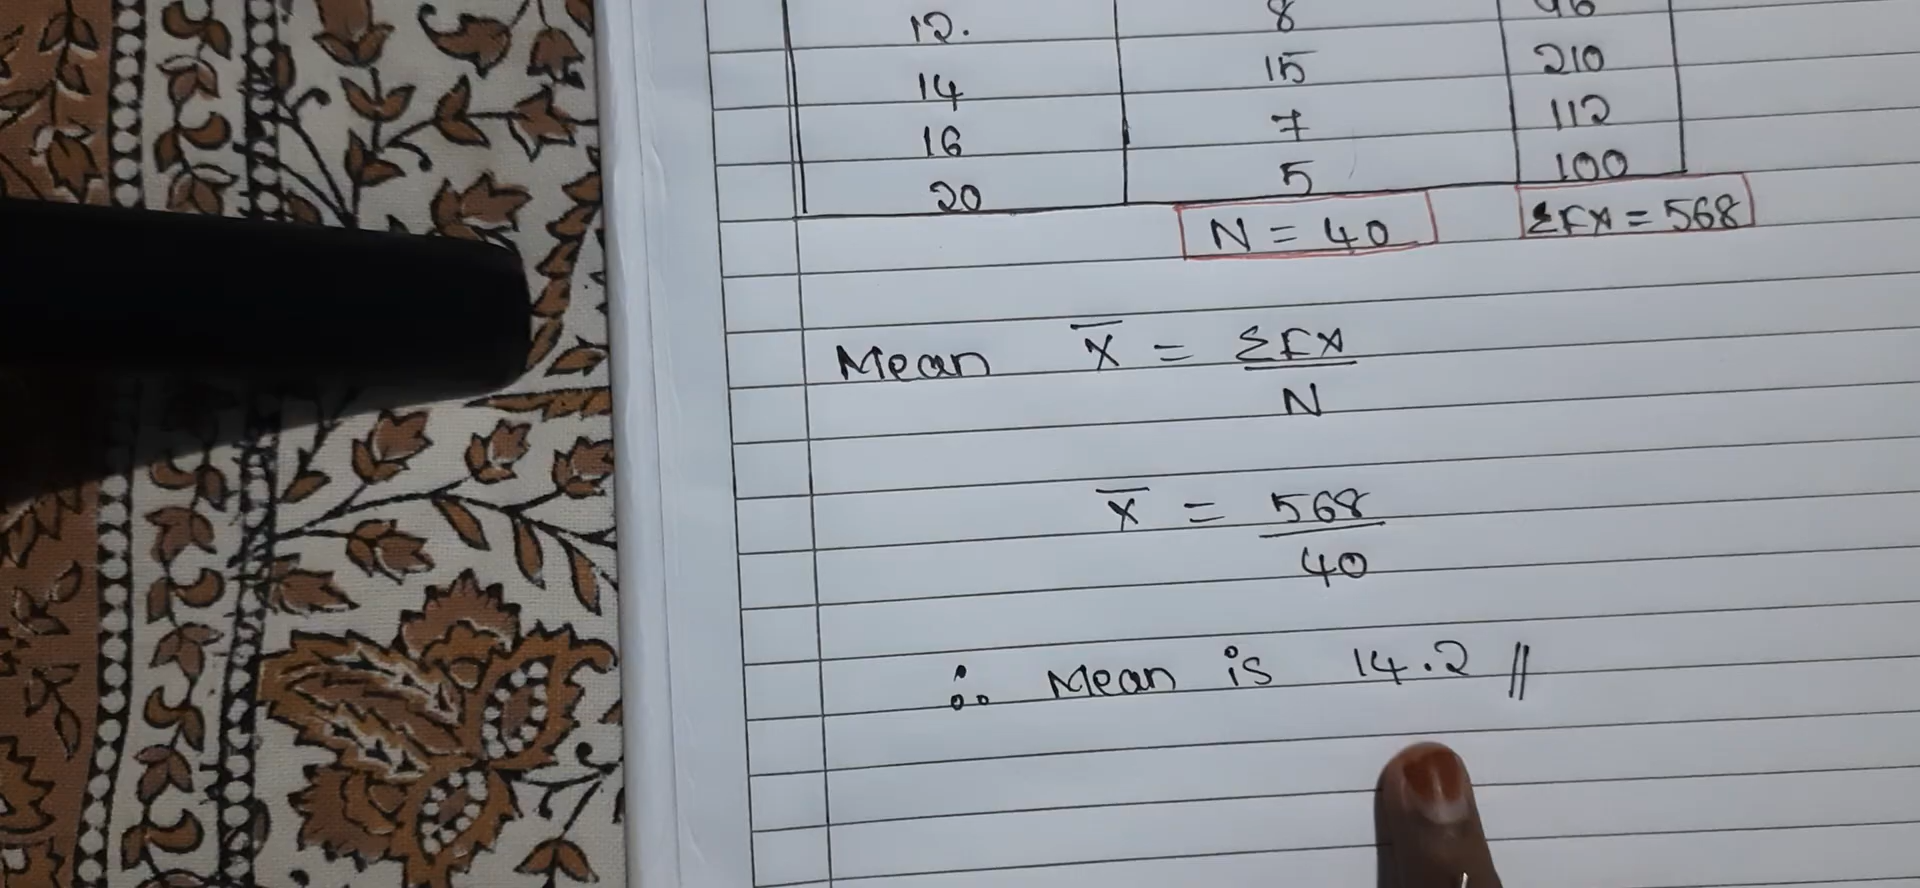 12. 8 96
14 15 210
16 7 112
20 5 100
N = 40 ΣFX = 568
Mean X̅ = ΣFX
N
X̅ = 568
40
∴ Mean is 14.2 //